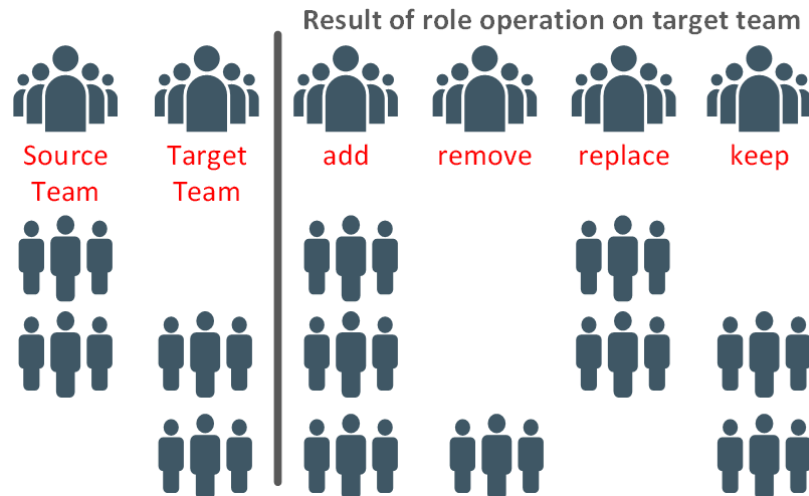 Result of role operation on target team
Source
Team
Target
Team
add
remove
replace
keep